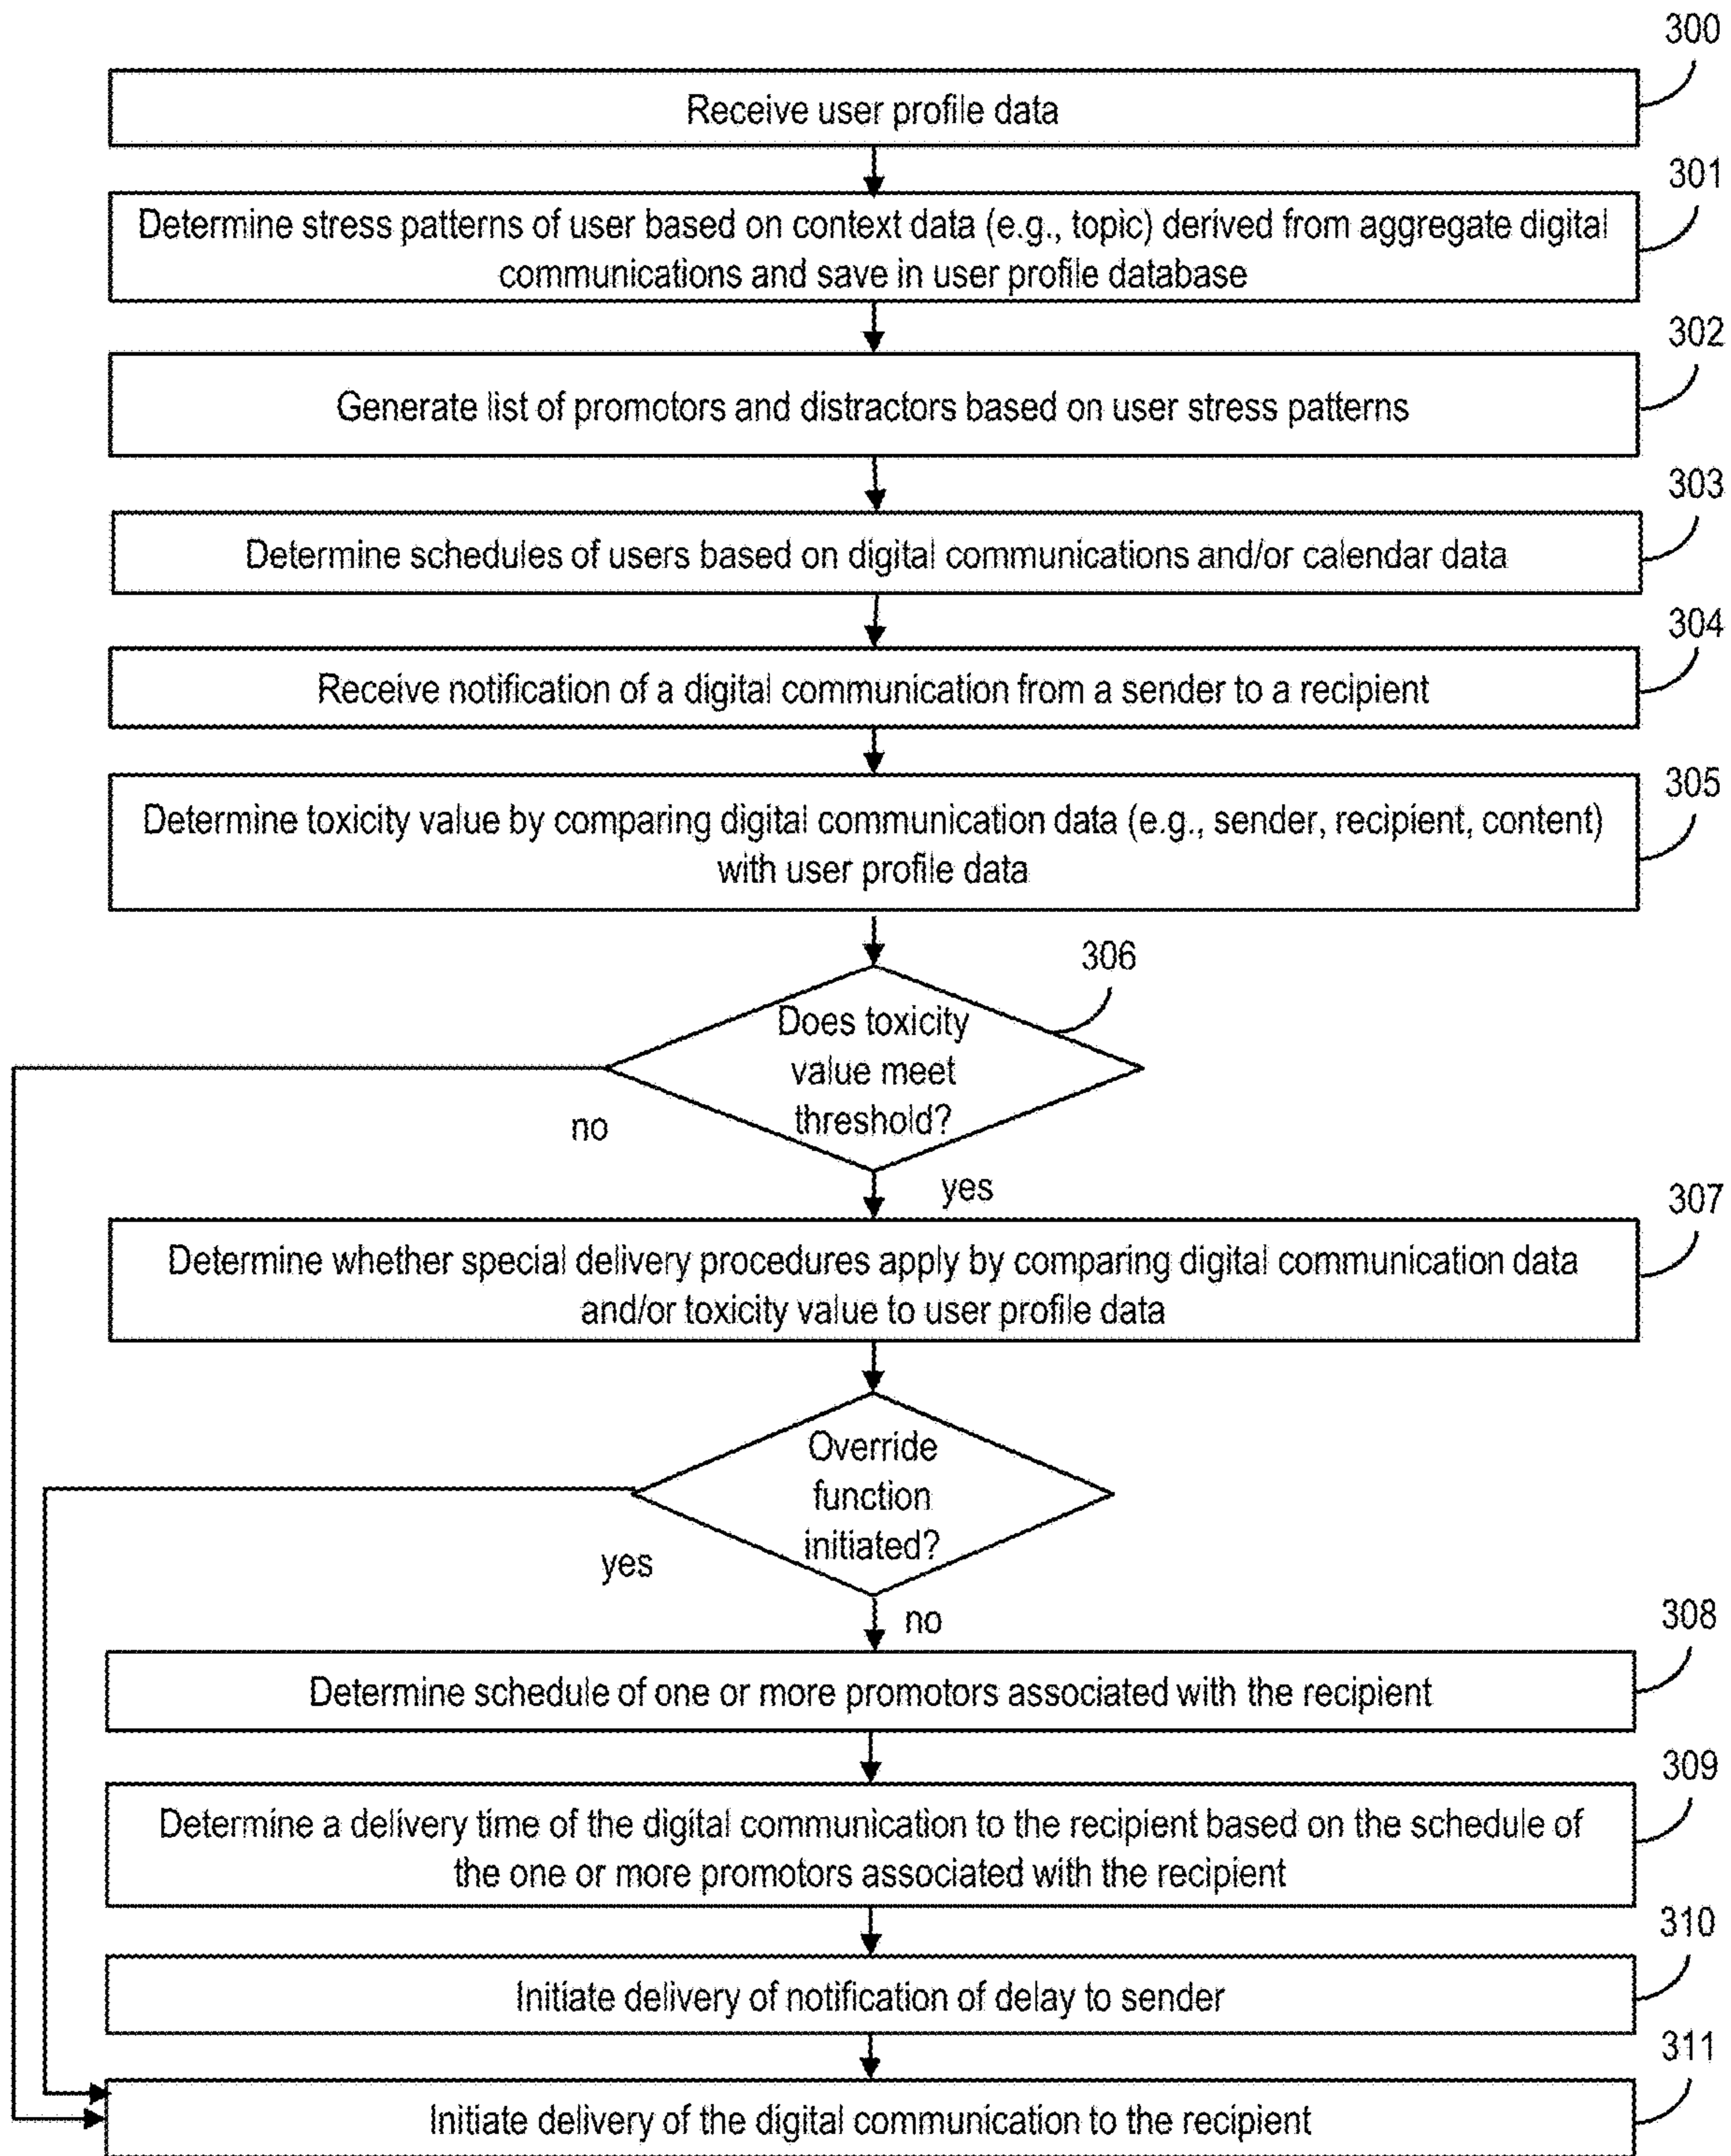 300
Receive user profile data
301
Determine stress patterns of user based on context data (e.g., topic) derived from aggregate digital
communications and save in user profile database
302
Generate list of promotors and distractors based on user stress patterns
303
Determine schedules of users based on digital communications and/or calendar data
304
Receive notification of a digital communication from a sender to a recipient
305
Determine toxicity value by comparing digital communication data (e.g., sender, recipient, content)
with user profile data
306
Does toxicity
value meet
threshold?
no
yes
307
Determine whether special delivery procedures apply by comparing digital communication data
and/or toxicity value to user profile data
Override
function
initiated?
yes
no
308
Determine schedule of one or more promotors associated with the recipient
309
Determine a delivery time of the digital communication to the recipient based on the schedule of
the one or more promotors associated with the recipient
310
Initiate delivery of notification of delay to sender
311
Initiate delivery of the digital communication to the recipient